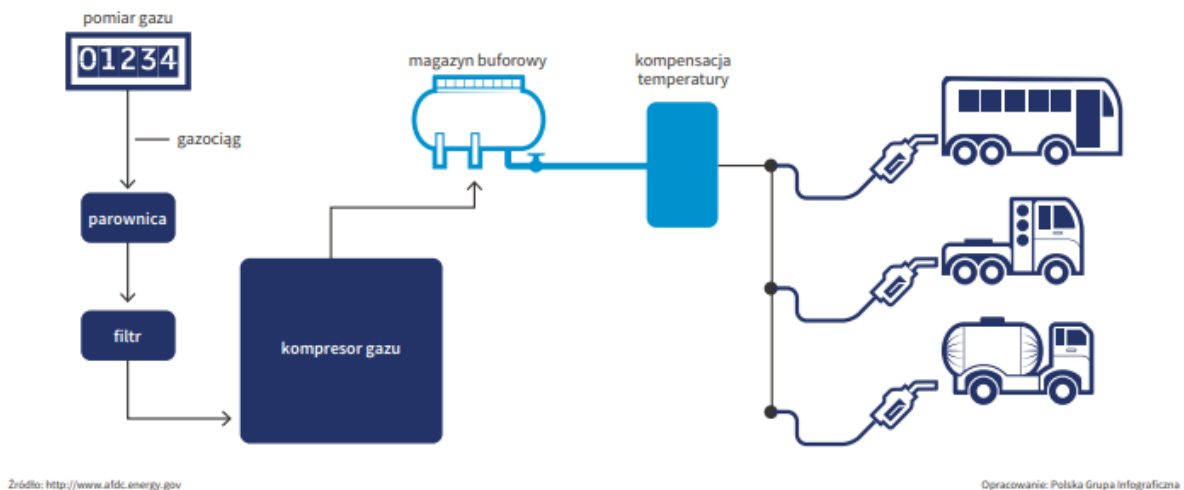 pomiar gazu
01234
gazociąg
parownica
filtr
kompresor gazu
magazyn buforowy
kompensacja
temperatury
Źródło: http://www.afdc.energy.gov
Opracowanie: Polska Grupa Infograficzna